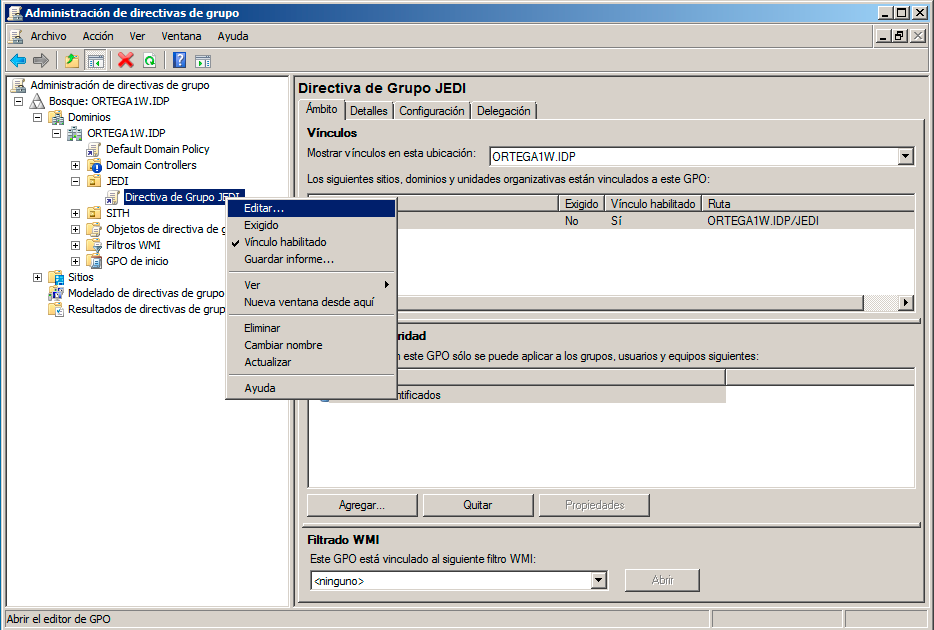 Administración de directivas de grupo
Archivo Acción Ver Ventana Ayuda
Administración de directivas de grupo
Bosque: ORTEGA1W.IDP
Dominios
ORTEGA1W.IDP
Default Domain Policy
Domain Controllers
JEDI
Directiva de Grupo JEDI
SITH
Objetos de directiva de g
Filtros WMI
GPO de inicio
Sitios
Modelado de directivas de grupo
Resultados de directivas de grup
Editar...
Exigido
Vínculo habilitado
Guardar informe...
Ver
Nueva ventana desde aquí
Eliminar
Cambiar nombre
Actualizar
Ayuda
Directiva de Grupo JEDI
Ámbito Detalles Configuración Delegación
Vínculos
Mostrar vínculos en esta ubicación: ORTEGA1W.IDP
Los siguientes sitios, dominios y unidades organizativas están vinculados a este GPO:
Exigido Vínculo habilitado Ruta
No Sí ORTEGA1W.IDP/JEDI
ridad
n este GPO sólo se puede aplicar a los grupos, usuarios y equipos siguientes:
ntificados
Agregar... Quitar Propiedades
Filtrado WMI
Este GPO está vinculado al siguiente filtro WMI:
<ninguno> Abrir
Abrir el editor de GPO